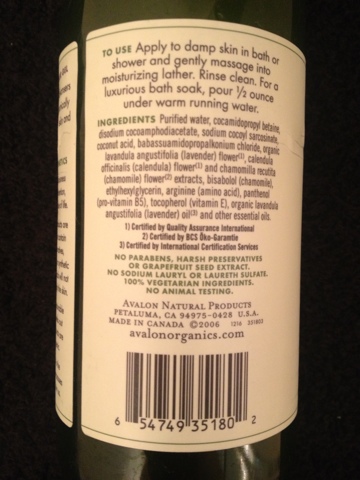 TO USE Apply to damp skin in bath or
shower and gently massage into
moisturizing lather. Rinse clean. For a
luxurious bath soak, pour ½ ounce
under warm running water.
INGREDIENTS Purified water, cocamidopropyl betaine,
disodium cocoamphodiacetate, sodium cocoyl sarcosinate,
coconut acid, babassuamidopropalkonium chloride, organic
lavandula angustifolia (lavender) flower(1), calendula
officinalis (calendula) flower(1) and chamomilla recutita
(chamomile) flower(2) extracts, bisabolol (chamomile),
ethylhexylglycerin, arginine (amino acid), panthenol
(pro-vitamin B5), tocopherol (vitamin E), organic lavandula
angustifolia (lavender) oil(3) and other essential oils.
1) Certified by Quality Assurance International
2) Certified by BCS Öko-Garantie
3) Certified by International Certification Services
NO PARABENS, HARSH PRESERVATIVES
OR GRAPEFRUIT SEED EXTRACT.
NO SODIUM LAURYL OR LAURETH SULFATE.
100% VEGETARIAN INGREDIENTS.
NO ANIMAL TESTING.
AVALON NATURAL PRODUCTS
PETALUMA, CA 94975-0428 U.S.A.
MADE IN CANADA ©2006 1216 351803
avalonorganics.com
6 54749 35180 2